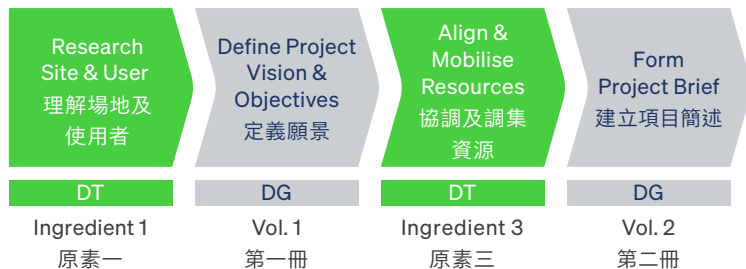 Research
Site & User
理解場地及
使用者
Define Project
Vision &
Objectives
定義願景
Align &
Mobilise
Resources
協調及調集
資源
Form
Project Brief
建立項目簡述
DT
DG
DT
DG
Ingredient 1
原素一
Vol. 1
第一冊
Ingredient 3
原素三
Vol. 2
第二冊